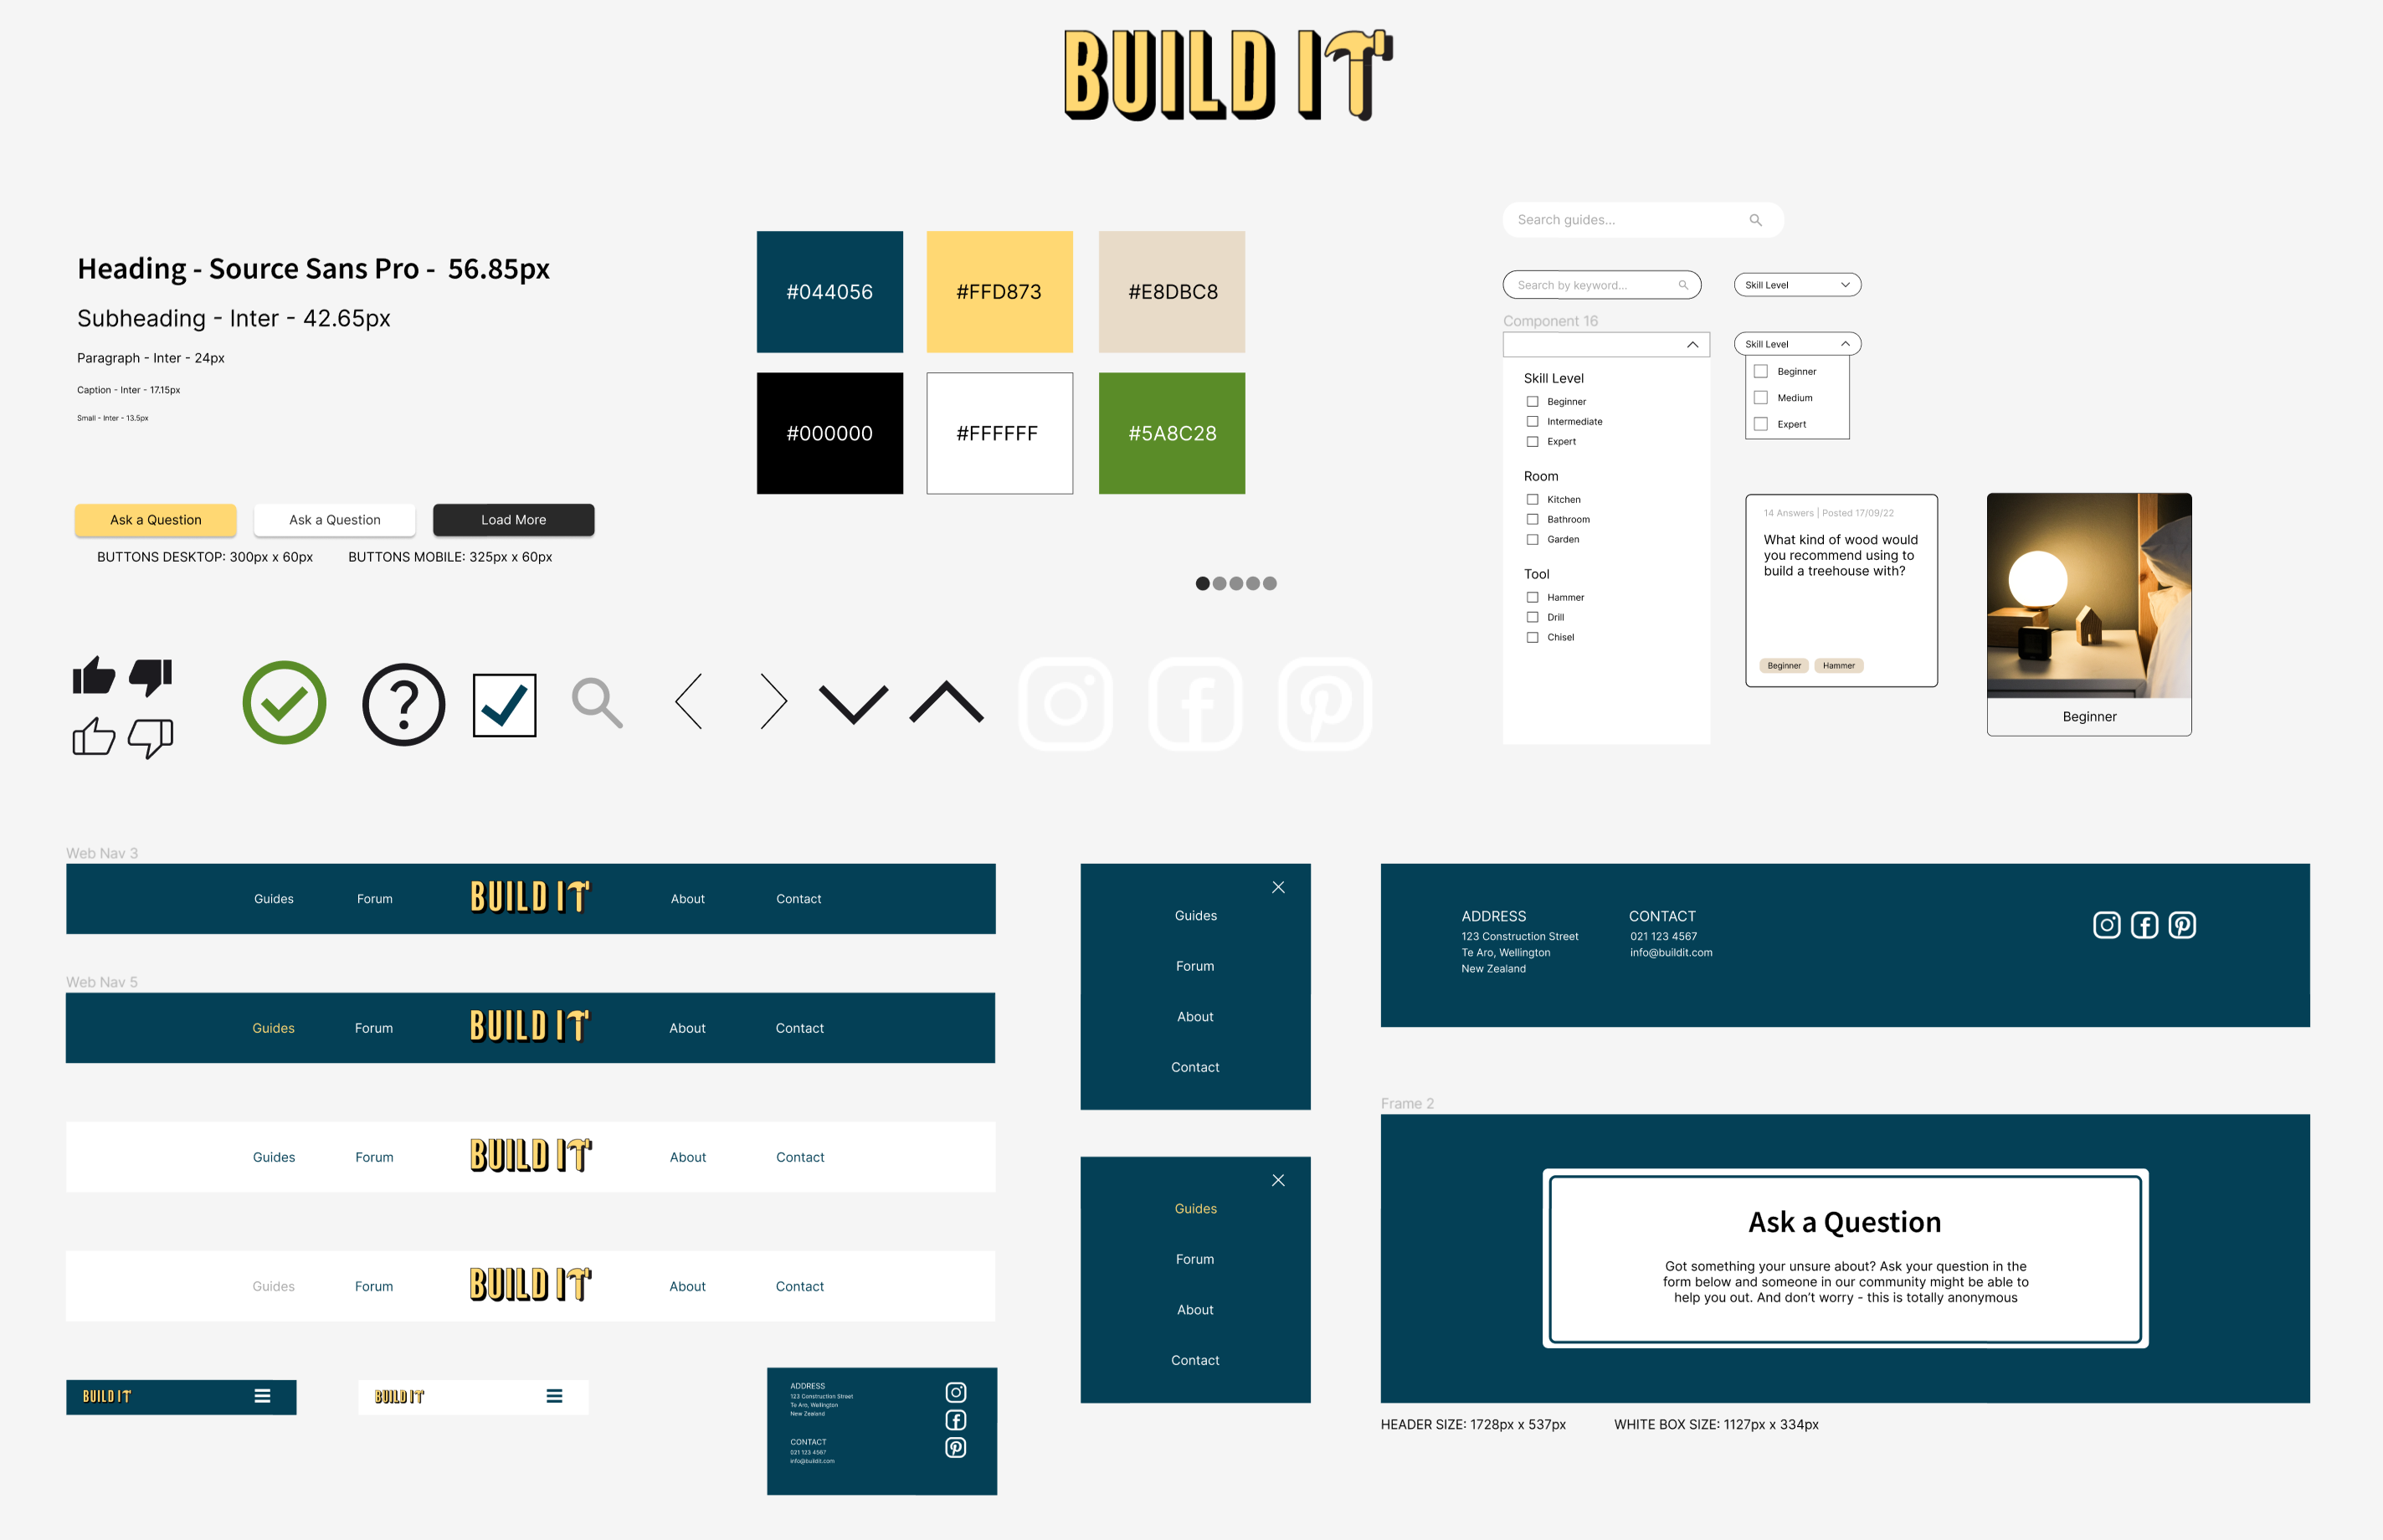 BUILD IT
Heading - Source Sans Pro - 56.85px
Subheading - Inter - 42.65px
Paragraph - Inter - 24px
Caption - Inter - 17.15px
Small - Inter - 13.5px
Ask a Question
Ask a Question
Load More
BUTTONS DESKTOP: 300px x 60px
BUTTONS MOBILE: 325px x 60px
#044056
#FFD873
#E8DBC8
#000000
#FFFFFF
#5A8C28
Search guides...
Search by keyword...
Skill Level
Component 16
Skill Level
Beginner
Intermediate
Expert
Room
Kitchen
Bathroom
Garden
Tool
Hammer
Drill
Chisel
Skill Level
Beginner
Medium
Expert
14 Answers | Posted 17/09/22
What kind of wood would
you recommend using to
build a treehouse with?
Beginner
Hammer
Beginner
Web Nav 3
Guides
Forum
BUILD IT
About
Contact
Web Nav 5
Guides
Forum
BUILD IT
About
Contact
Guides
Forum
BUILD IT
About
Contact
Guides
Forum
BUILD IT
About
Contact
BUILD IT
BUILD IT
ADDRESS
123 Construction Street
Te Aro, Wellington
New Zealand
CONTACT
021 123 4567
info@buildit.com
Guides
Forum
About
Contact
Guides
Forum
About
Contact
ADDRESS
123 Construction Street
Te Aro, Wellington
New Zealand
CONTACT
021 123 4567
info@buildit.com
Frame 2
Ask a Question
Got something your unsure about? Ask your question in the
form below and someone in our community might be able to
help you out. And don't worry - this is totally anonymous
HEADER SIZE: 1728px x 537px
WHITE BOX SIZE: 1127px x 334px